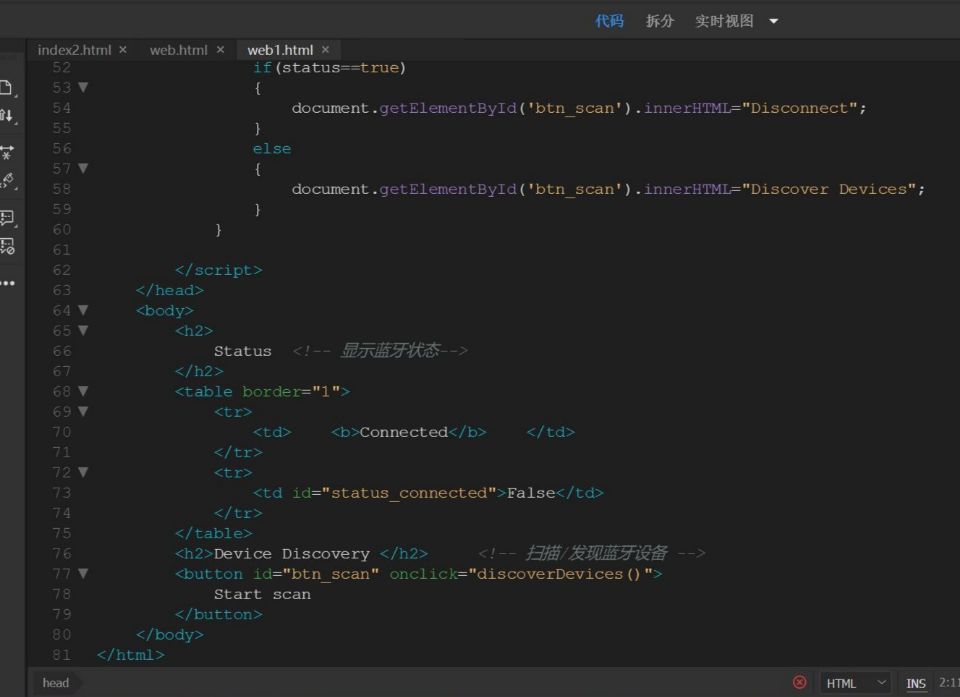 代码 拆分 实时视图
index2.html × web.html × web1.html ×
52 if(status==true)
53 {
54 document.getElementById('btn_scan').innerHTML="Disconnect";
55 }
56 else
57 {
58 document.getElementById('btn_scan').innerHTML="Discover Devices";
59 }
60 }
61
62 </script>
63 </head>
64 <body>
65 <h2>
66 Status <!-- 显示蓝牙状态-->
67 </h2>
68 <table border="1">
69 <tr>
70 <td> <b>Connected</b> </td>
71 </tr>
72 <tr>
73 <td id="status_connected">False</td>
74 </tr>
75 </table>
76 <h2>Device Discovery </h2> <!-- 扫描/发现蓝牙设备 -->
77 <button id="btn_scan" onclick="discoverDevices()">
78 Start scan
79 </button>
80 </body>
81 </html>
head HTML INS